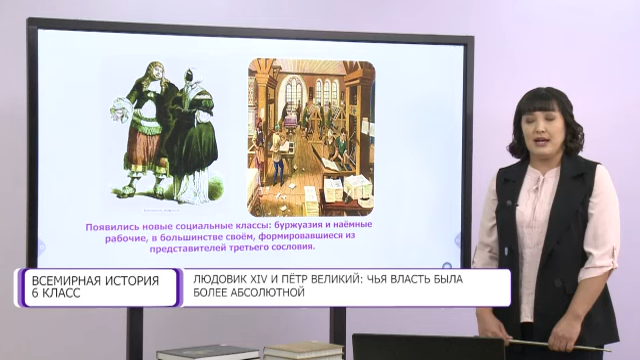 Появились новые социальные классы: буржуазия и наёмные
рабочие, в большинстве своём, формировавшиеся из
представителей третьего сословия.
ВСЕМИРНАЯ ИСТОРИЯ
6 КЛАСС
ЛЮДОВИК XIV И ПЁТР ВЕЛИКИЙ: ЧЬЯ ВЛАСТЬ БЫЛА
БОЛЕЕ АБСОЛЮТНОЙ